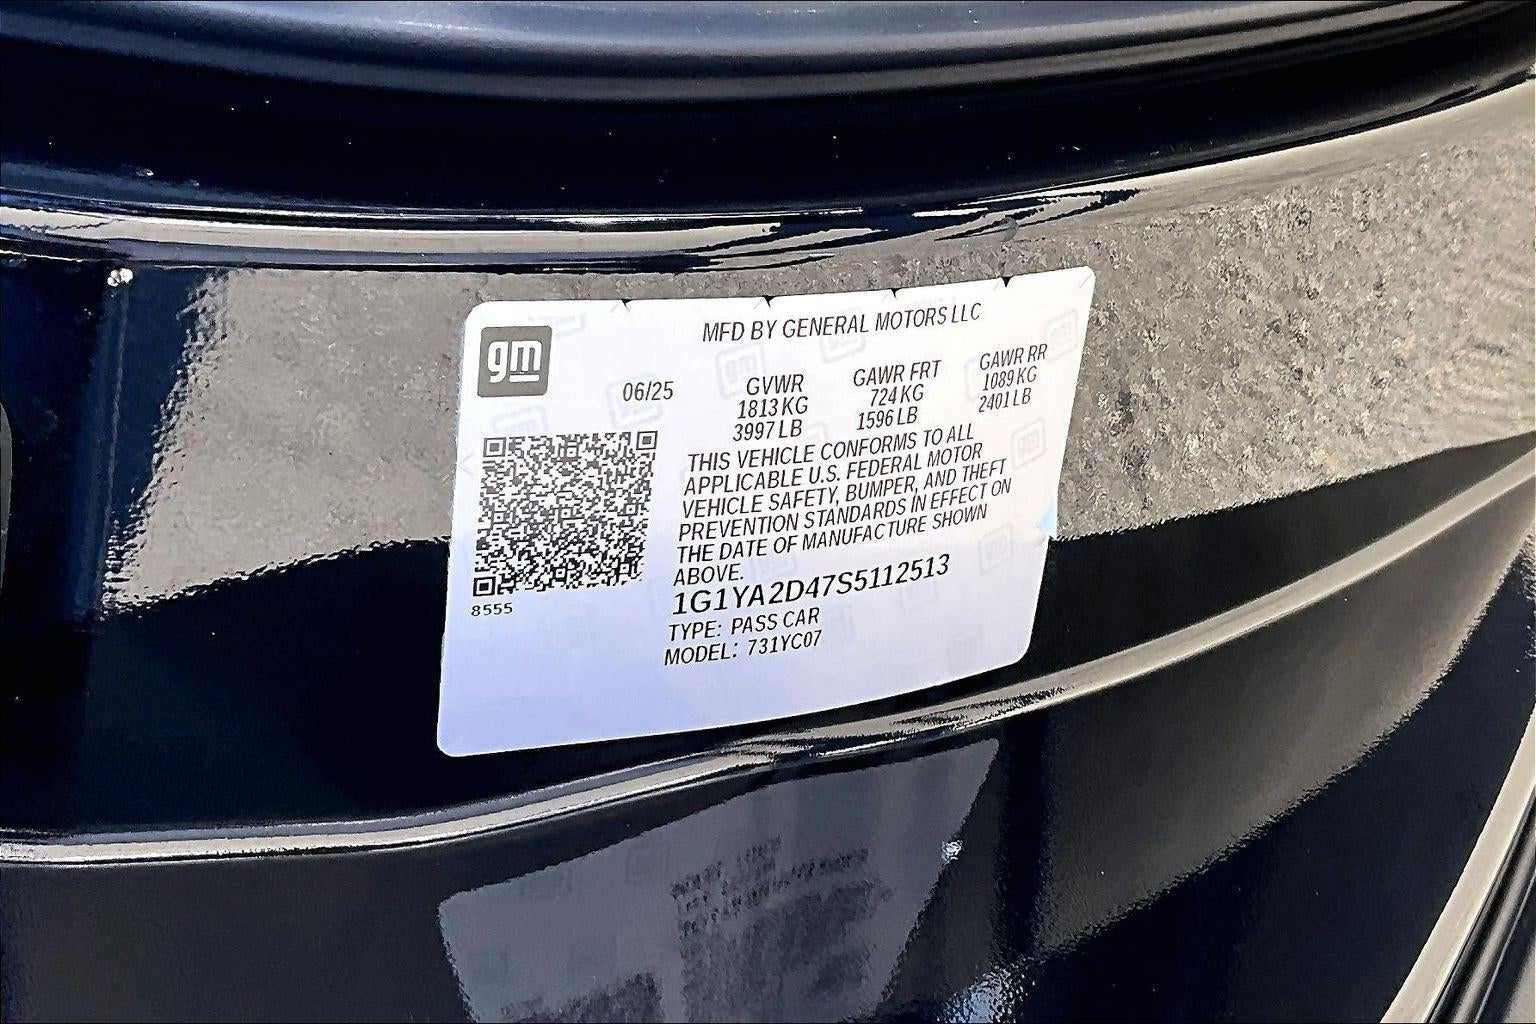 gm
MFD BY GENERAL MOTORS LLC
06/25
GVWR
1813 KG
3997 LB
GAWR FRT
724 KG
1596 LB
GAWR RR
1089 KG
2401 LB
THIS VEHICLE CONFORMS TO ALL
APPLICABLE U.S. FEDERAL MOTOR
VEHICLE SAFETY, BUMPER, AND THEFT
PREVENTION STANDARDS IN EFFECT ON
THE DATE OF MANUFACTURE SHOWN
ABOVE.
1G1YA2D47S5112513
TYPE: PASS CAR
MODEL: 731YC07
8555